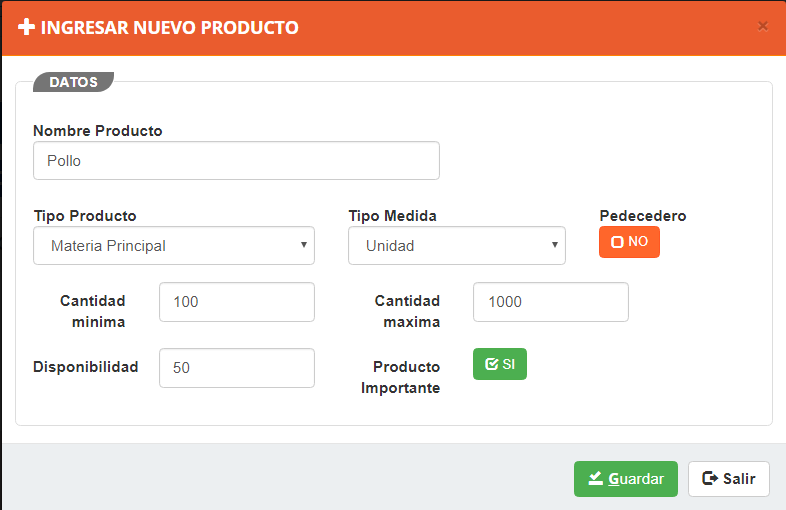 INGRESAR NUEVO PRODUCTO ×
DATOS
Nombre Producto
Pollo
Tipo Producto Tipo Medida Pedecedero
Materia Principal Unidad NO
Cantidad minima 100 Cantidad maxima 1000
Disponibilidad 50 Producto Importante SI
Guardar Salir